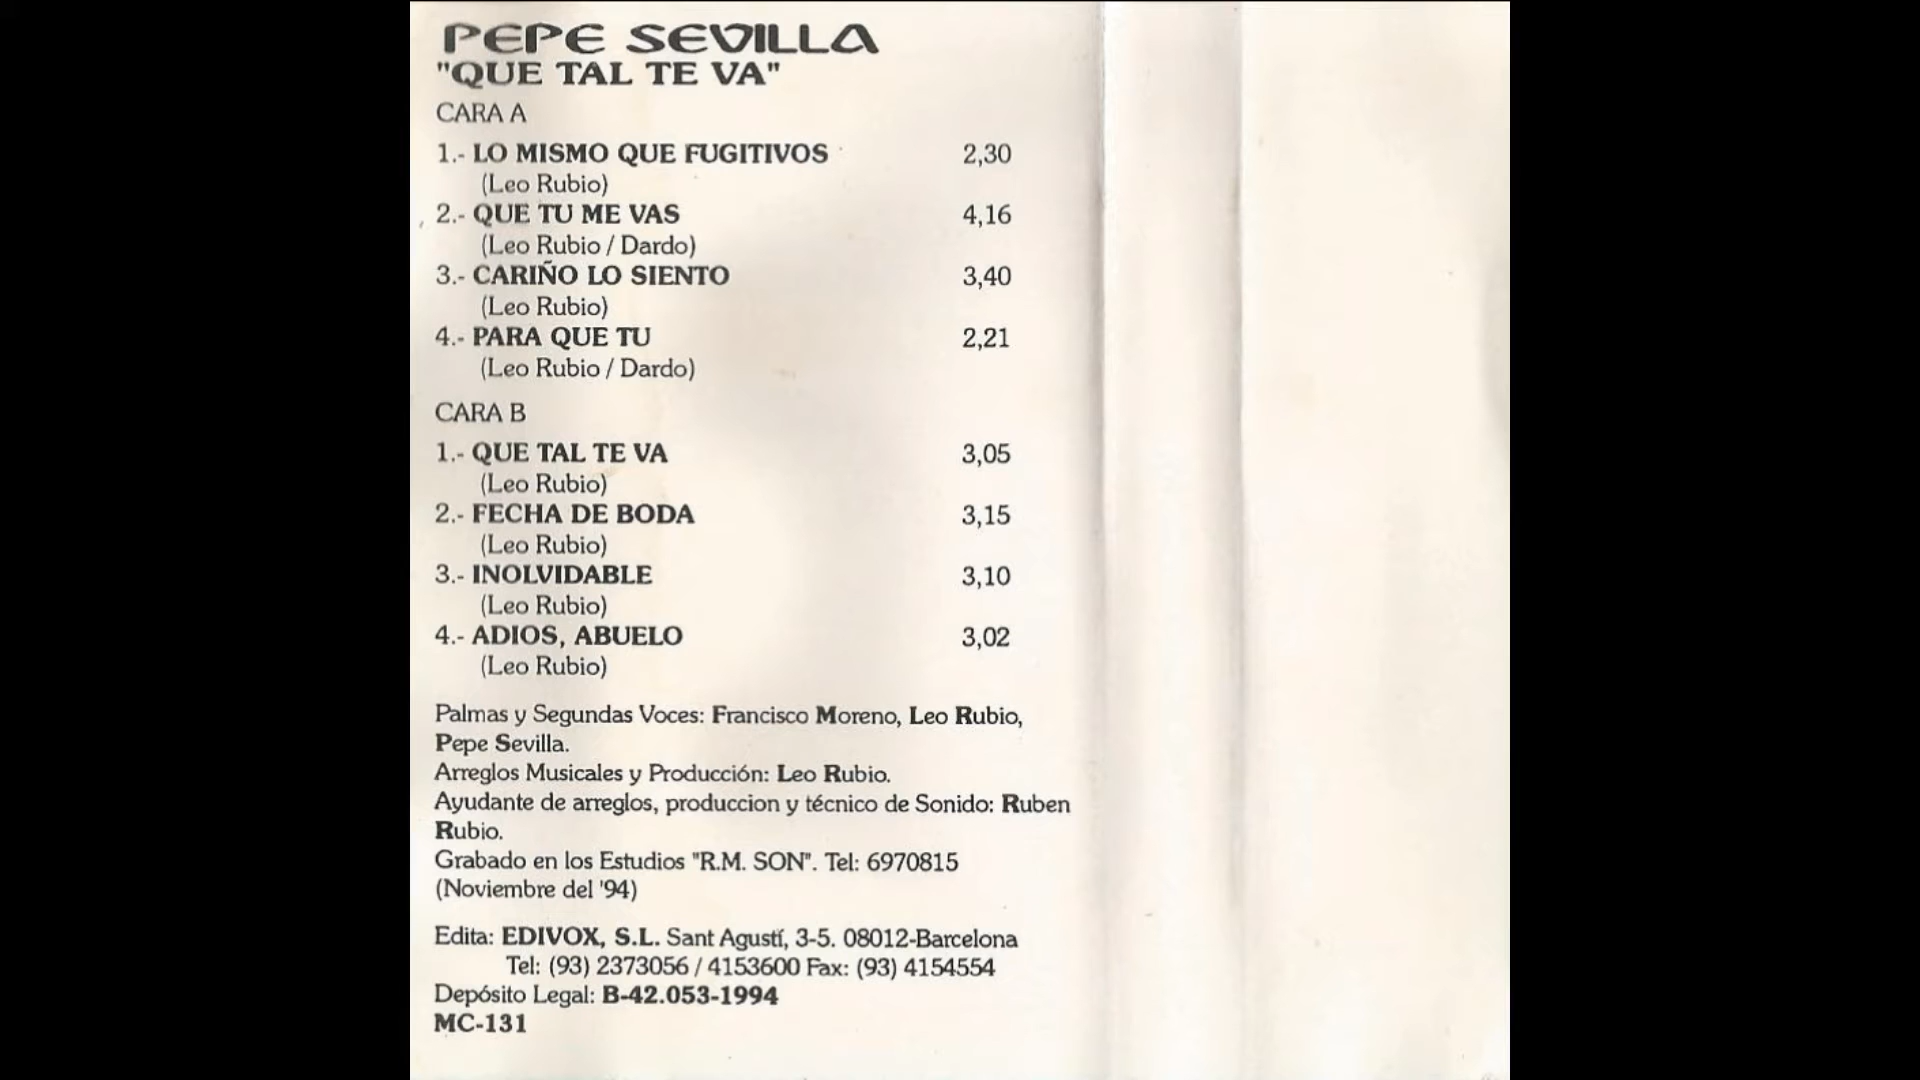 PEPE SEVILLA
"QUE TAL TE VA"
CARA A
1.- LO MISMO QUE FUGITIVOS 2,30
(Leo Rubio)
2.- QUE TU ME VAS 4,16
(Leo Rubio / Dardo)
3.- CARIÑO LO SIENTO 3,40
(Leo Rubio)
4.- PARA QUE TU 2,21
(Leo Rubio / Dardo)
CARA B
1.- QUE TAL TE VA 3,05
(Leo Rubio)
2.- FECHA DE BODA 3,15
(Leo Rubio)
3.- INOLVIDABLE 3,10
(Leo Rubio)
4.- ADIOS, ABUELO 3,02
(Leo Rubio)
Palmas y Segundas Voces: Francisco Moreno, Leo Rubio,
Pepe Sevilla.
Arreglos Musicales y Producción: Leo Rubio.
Ayudante de arreglos, produccion y técnico de Sonido: Ruben
Rubio.
Grabado en los Estudios "R.M. SON". Tel: 6970815
(Noviembre del '94)
Edita: EDIVOX, S.L. Sant Agustí, 3-5. 08012-Barcelona
Tel: (93) 2373056 / 4153600 Fax: (93) 4154554
Depósito Legal: B-42.053-1994
MC-131